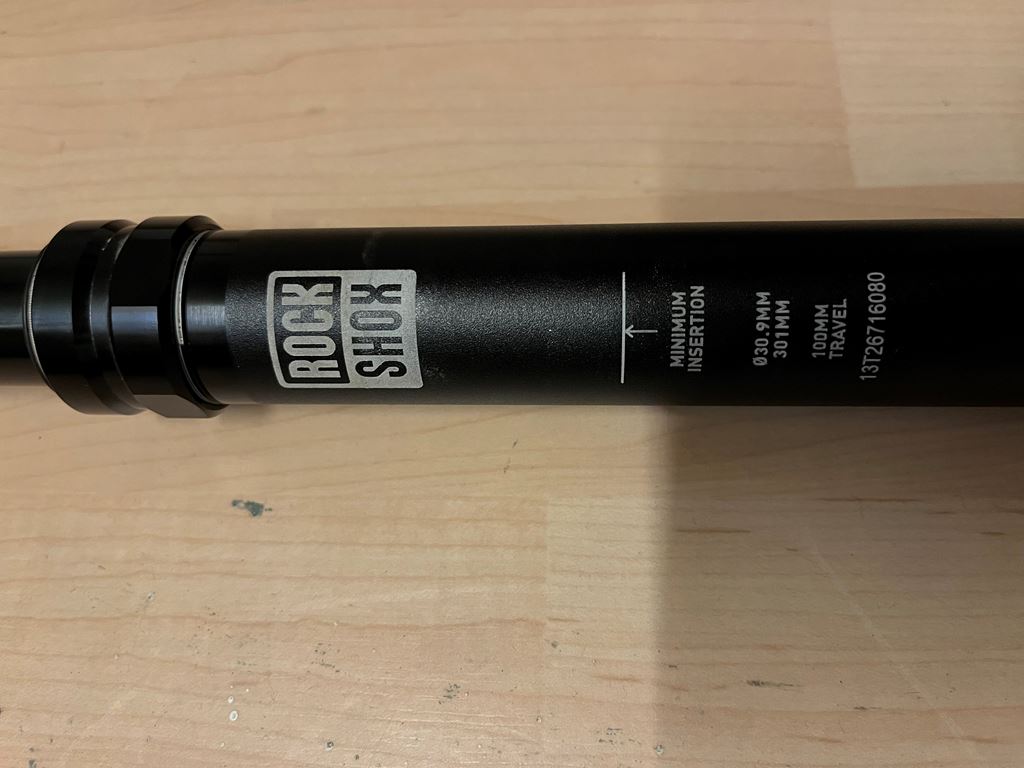 ROCK
SHOX
MINIMUM
INSERTION
Ø30.9MM
301MM
100MM
TRAVEL
13T26716080